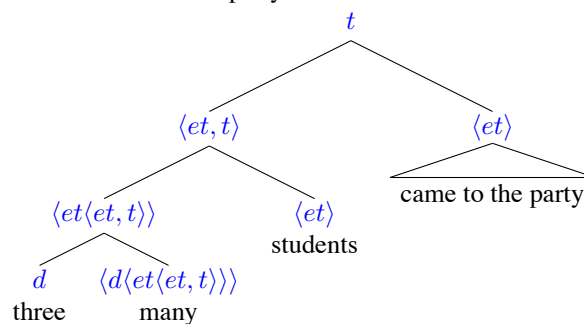 t
⟨et, t⟩ ⟨et⟩
came to the party
⟨et⟨et, t⟩⟩ ⟨et⟩
students
d ⟨d⟨et⟨et, t⟩⟩⟩
three many